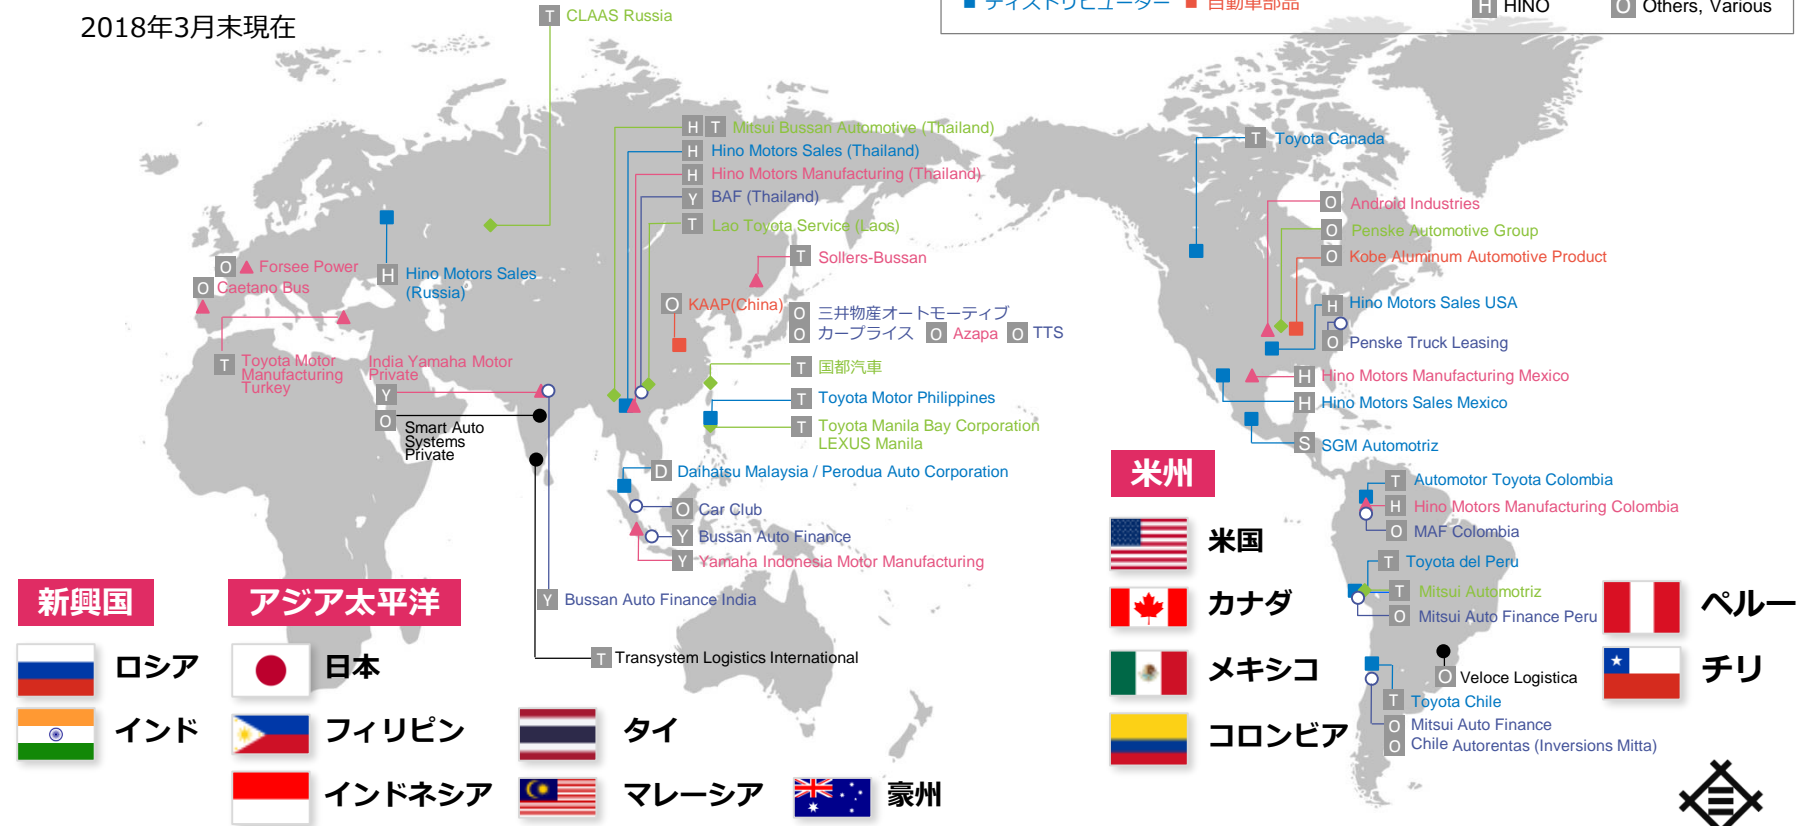 2018年3月末現在
ディストリビューター
自動車部品
H HINO
O Others, Various
T CLAAS Russia
H T Mitsui Bussan Automotive (Thailand)
H Hino Motors Sales (Thailand)
H Hino Motors Manufacturing (Thailand)
Y BAF (Thailand)
T Lao Toyota Service (Laos)
T Sollers-Bussan
O Forsee Power
O Caetano Bus
H Hino Motors Sales
(Russia)
O KAAP(China)
O 三井物産オートモーティブ
O カープライス O Azapa O TTS
T Toyota Motor
Manufacturing
Turkey
India Yamaha Motor
Private
Y
O Smart Auto
Systems
Private
T 国都汽車
T Toyota Motor Philippines
T Toyota Manila Bay Corporation
LEXUS Manila
D Daihatsu Malaysia / Perodua Auto Corporation
O Car Club
Y Bussan Auto Finance
Y Yamaha Indonesia Motor Manufacturing
Y Bussan Auto Finance India
T Transystem Logistics International
T Toyota Canada
O Android Industries
O Penske Automotive Group
O Kobe Aluminum Automotive Product
H Hino Motors Sales USA
O Penske Truck Leasing
H Hino Motors Manufacturing Mexico
H Hino Motors Sales Mexico
S SGM Automotriz
T Automotor Toyota Colombia
H Hino Motors Manufacturing Colombia
O MAF Colombia
T Toyota del Peru
T Mitsui Automotriz
O Mitsui Auto Finance Peru
O Veloce Logistica
T Toyota Chile
O Mitsui Auto Finance
O Chile Autorentas (Inversions Mitta)
新興国
ロシア
インド
アジア太平洋
日本
フィリピン
タイ
インドネシア
マレーシア
豪州
米州
米国
カナダ
メキシコ
コロンビア
ペルー
チリ